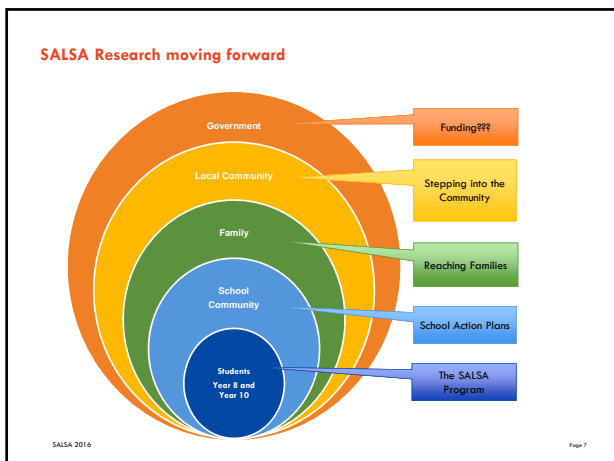 SALSA Research moving forward
Government
Funding???
Local Community
Stepping into the
Community
Family
Reaching Families
School
Community
School Action Plans
Students
Year 8 and
Year 10
The SALSA
Program
SALSA 2016
Page 7